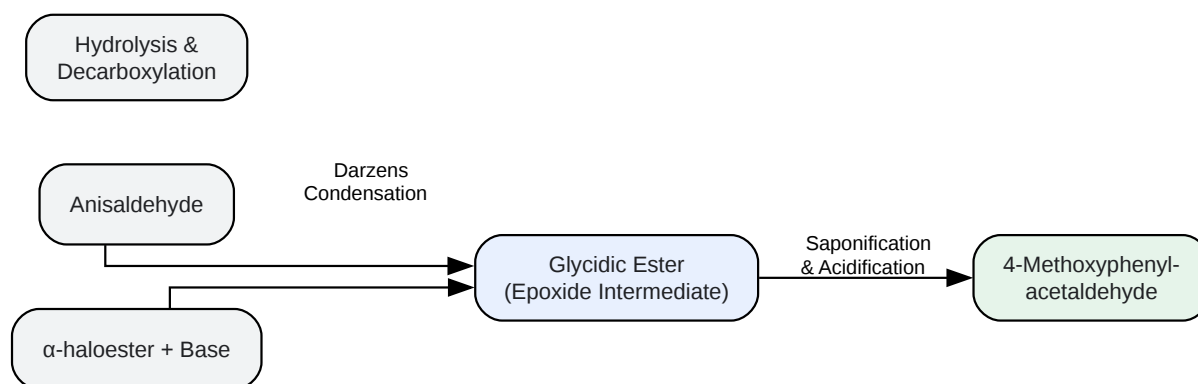 Hydrolysis &
Decarboxylation
Darzens
Condensation
Anisaldehyde
Saponification
& Acidification
Glycidic Ester
(Epoxide Intermediate)
4-Methoxyphenyl-
acetaldehyde
α-haloester + Base